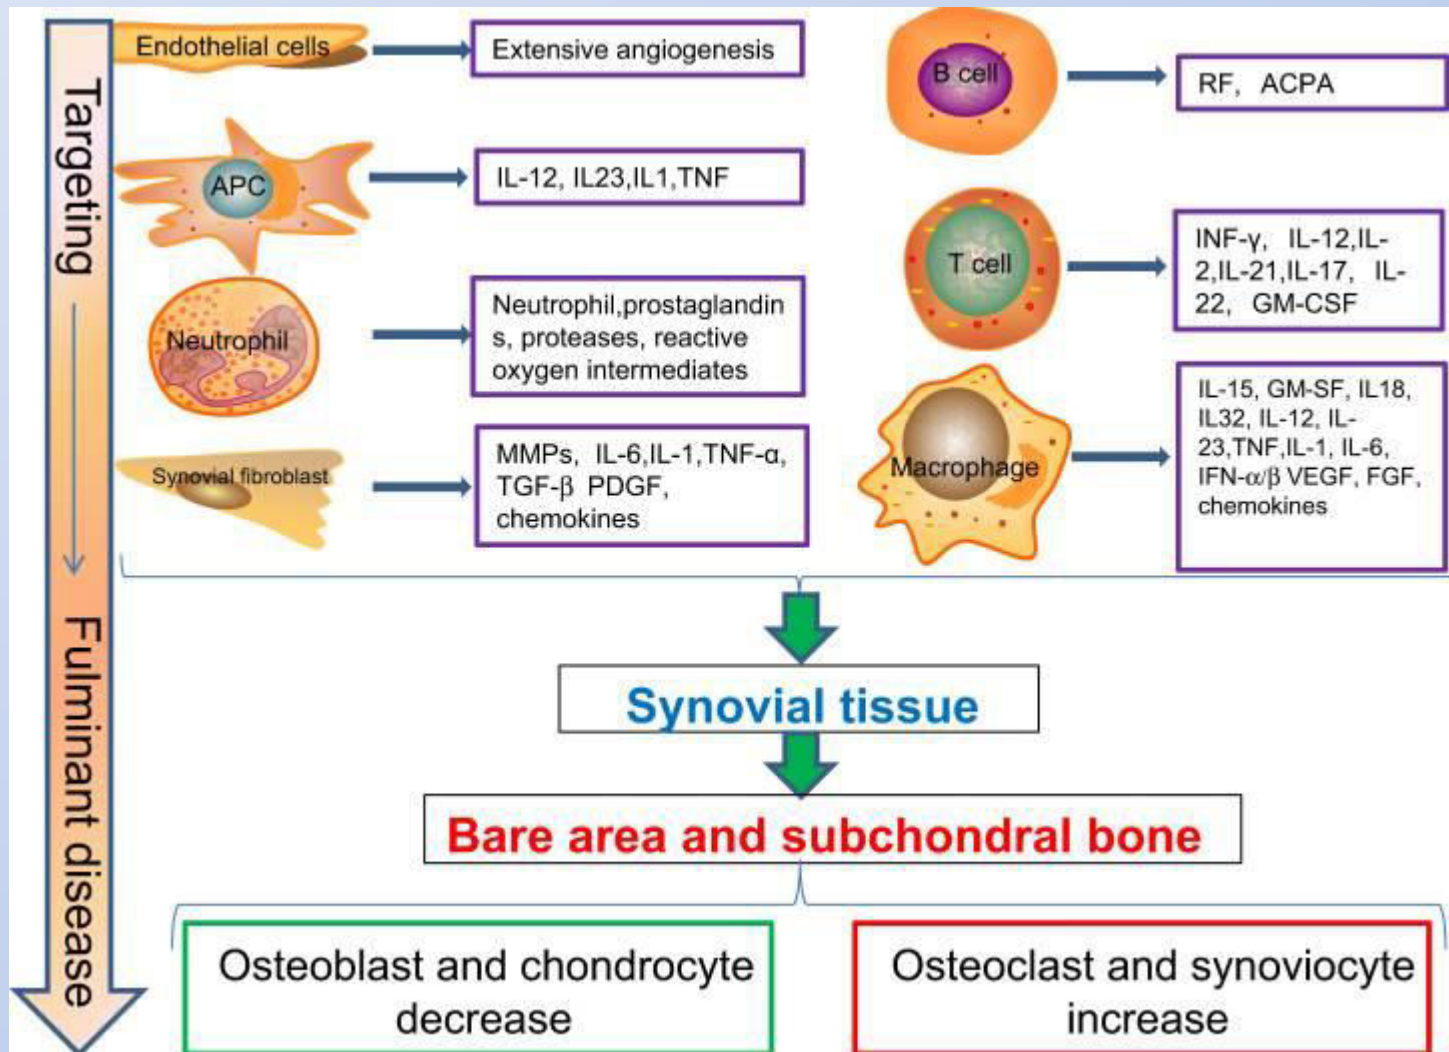 Targeting
Fulminant disease
Endothelial cells
Extensive angiogenesis
APC
IL-12, IL23,IL1,TNF
Neutrophil
Neutrophil,prostaglandin
s, proteases, reactive
oxygen intermediates
Synovial fibroblast
MMPs, IL-6,IL-1,TNF-α,
TGF-β PDGF,
chemokines
B cell
RF, ACPA
T cell
INF-γ, IL-12,IL-
2,IL-21,IL-17, IL-
22, GM-CSF
Macrophage
IL-15, GM-SF, IL18,
IL32, IL-12, IL-
23,TNF,IL-1, IL-6,
IFN-α/β VEGF, FGF,
chemokines
Synovial tissue
Bare area and subchondral bone
Osteoblast and chondrocyte
decrease
Osteoclast and synoviocyte
increase